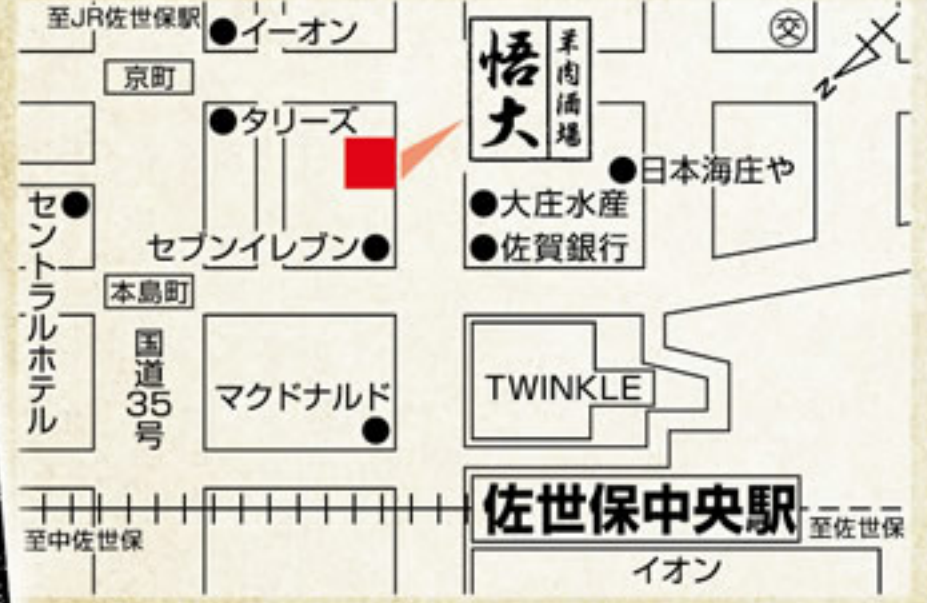 至JR佐世保駅
イーオン
交
京町
悟大
羊肉酒場
N
タリーズ
日本海庄や
セントラルホテル
大庄水産
セブンイレブン
佐賀銀行
本島町
国道35号
TWINKLE
マクドナルド
佐世保中央駅
至中佐世保
至佐世保
イオン